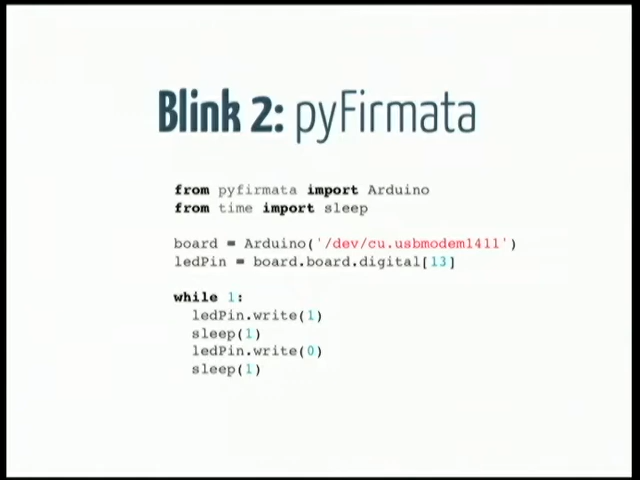 Blink 2: pyFirmata
from pyfirmata import Arduino
from time import sleep
board = Arduino('/dev/cu.usbmodem1411')
ledPin = board.board.digital[13]
while 1:
ledPin.write(1)
sleep(1)
ledPin.write(0)
sleep(1)